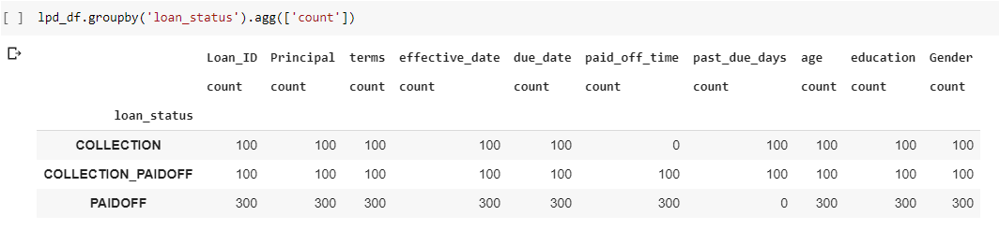 [ ] lpd_df.groupby('loan_status').agg(['count'])
Loan_ID Principal terms effective_date due_date paid_off_time past_due_days age education Gender
count count count count count count count count count count
loan_status
COLLECTION 100 100 100 100 100 0 100 100 100 100
COLLECTION_PAIDOFF 100 100 100 100 100 100 100 100 100 100
PAIDOFF 300 300 300 300 300 300 0 300 300 300